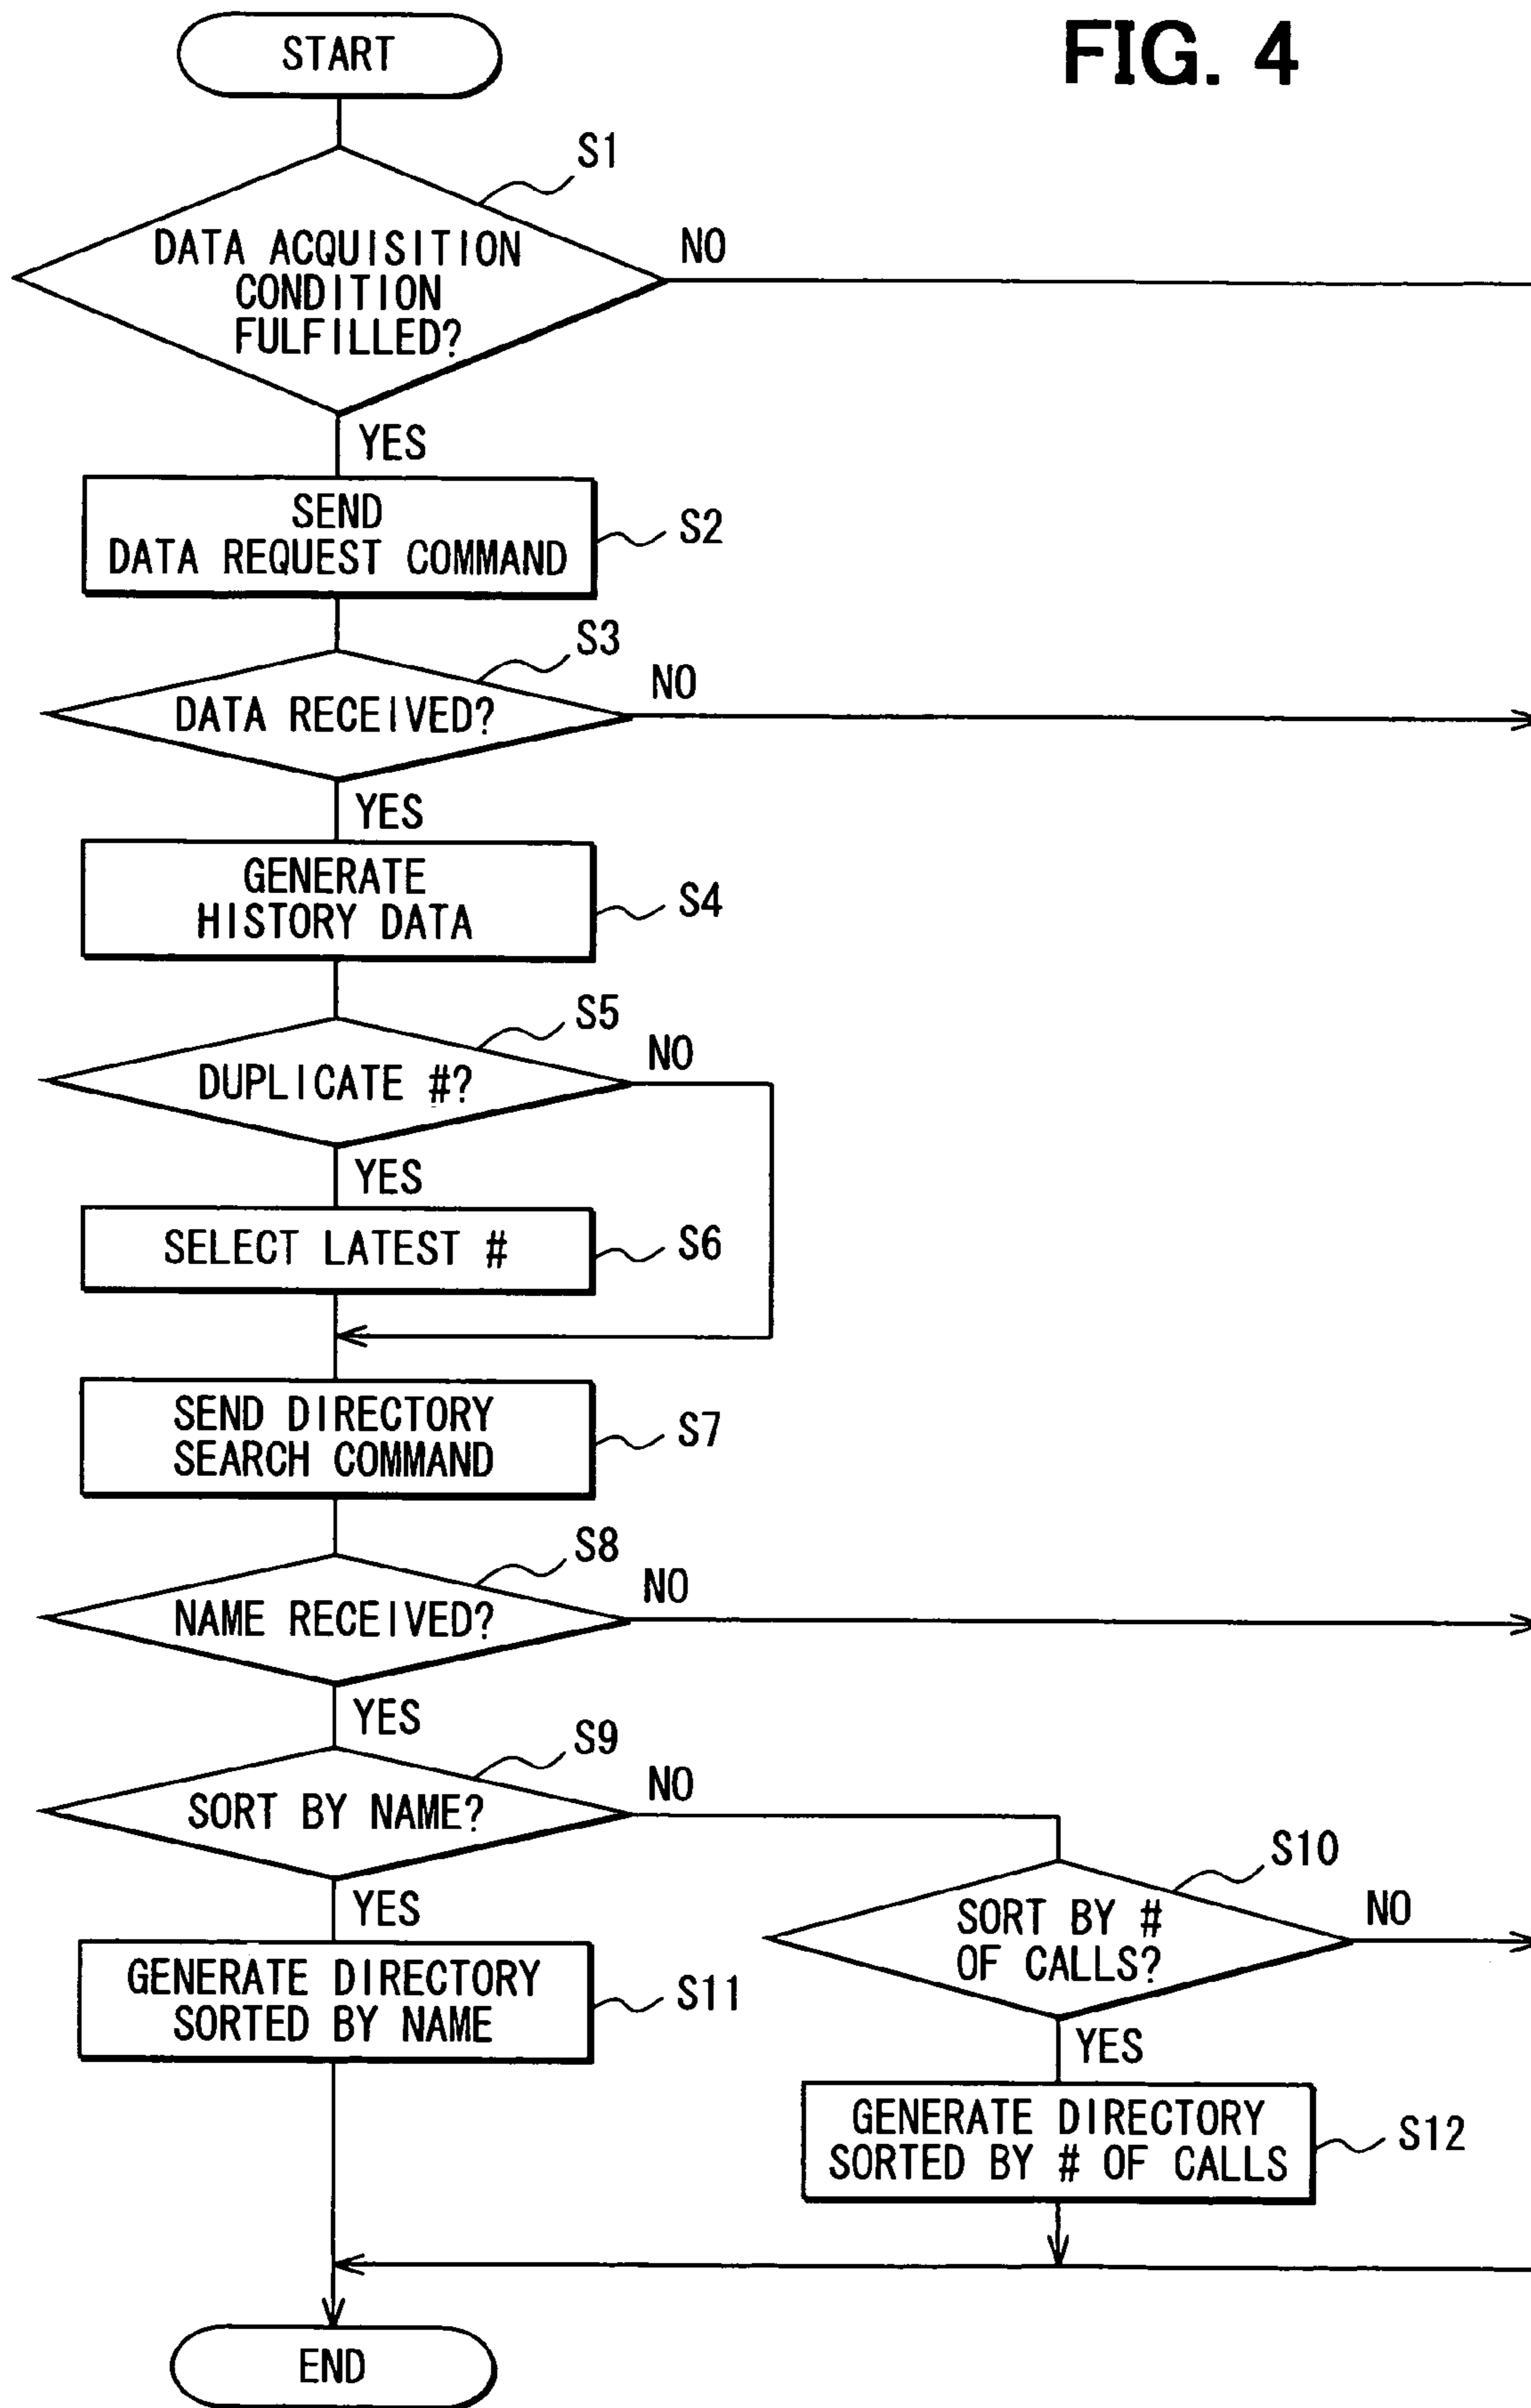 FIG. 4
START
S1
DATA ACQUISITION
CONDITION
FULFILLED?
NO
YES
SEND
DATA REQUEST COMMAND
S2
S3
DATA RECEIVED?
NO
YES
GENERATE
HISTORY DATA
S4
S5
DUPLICATE #?
NO
YES
SELECT LATEST #
S6
SEND DIRECTORY
SEARCH COMMAND
S7
S8
NAME RECEIVED?
NO
YES
S9
SORT BY NAME?
NO
YES
S10
SORT BY #
OF CALLS?
NO
YES
GENERATE DIRECTORY
SORTED BY NAME
S11
GENERATE DIRECTORY
SORTED BY # OF CALLS
S12
END